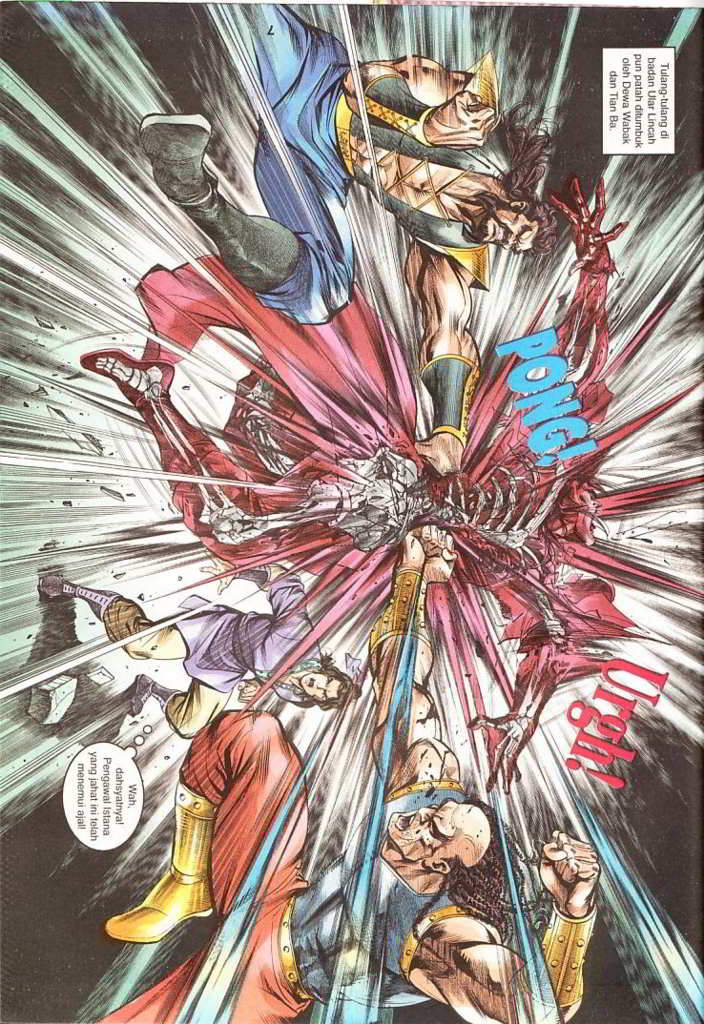 Tulang-tulang di
badan Ular Lincah
pun patah ditumbuk
oleh Dewa Wabak
dan Tian Ba.
PONG!
Urgh!
Wah,
dahsyatnya!
Pengawal Istana
yang jahat ini telah
menemui ajal!
7